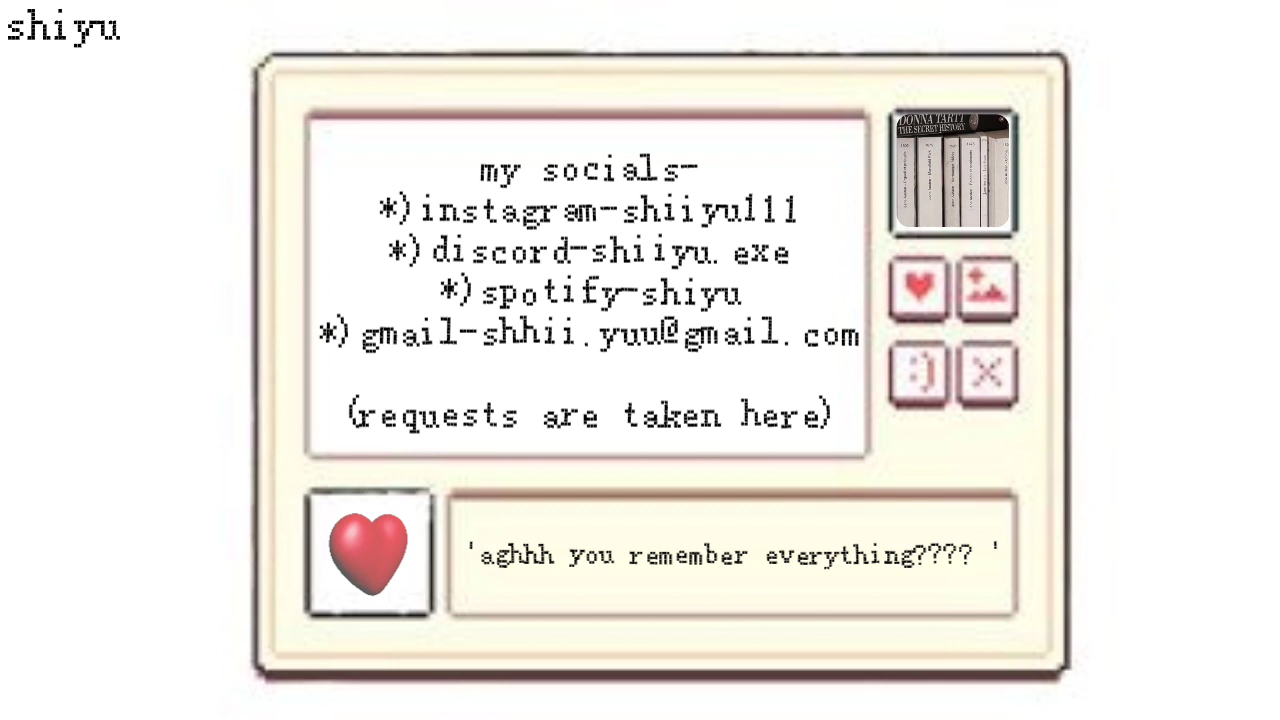 shiyu
DONNA TARTT
THE SECRET HISTORY
my socials-
*)instagram-shiiyu111
*)discord-shiiyu.exe
*)spotify-shiyu
*)gmail-shhii.yuu@gmail.com
(requests are taken here)
:)
'aghhh you remember everything???? '